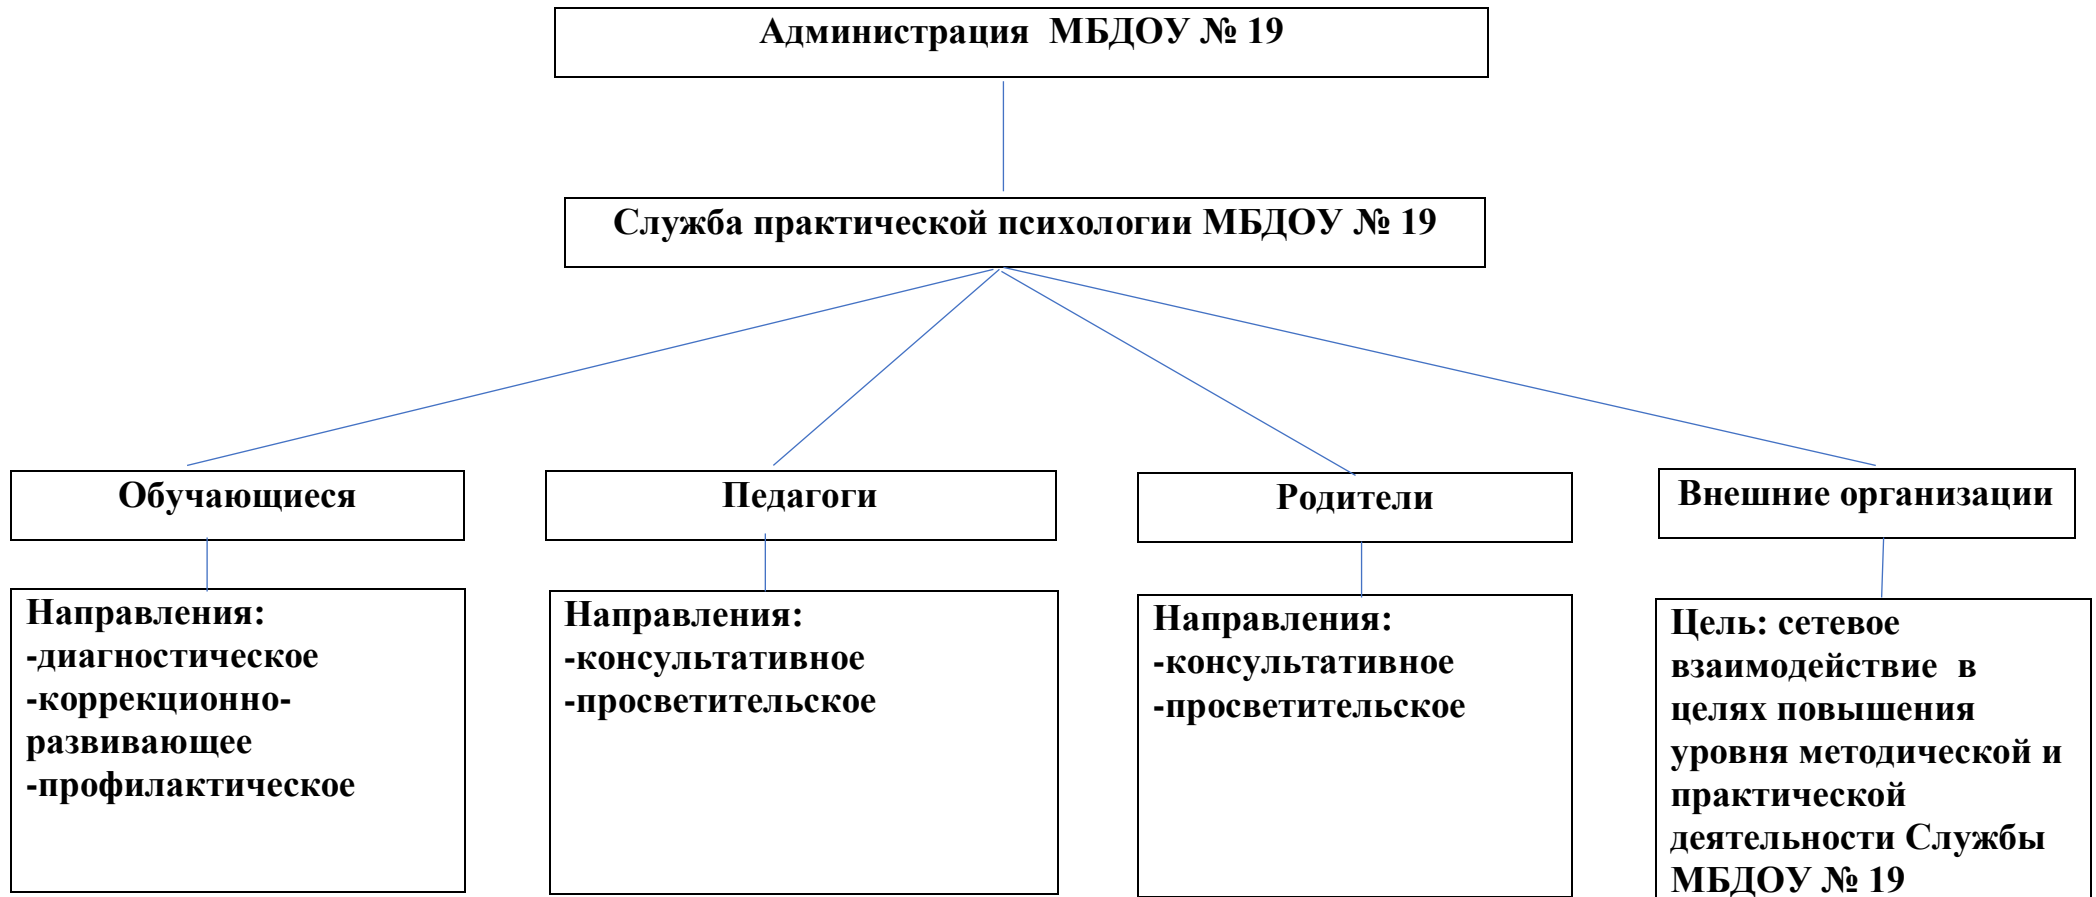 Администрация  МБДОУ № 19
Служба практической психологии МБДОУ № 19
Обучающиеся
Педагоги
Родители
Внешние организации
Направления:
-диагностическое
-коррекционно-
развивающее
-профилактическое
Направления:
-консультативное
-просветительское
Направления:
-консультативное
-просветительское
Цель: сетевое
взаимодействие  в
целях повышения
уровня методической и
практической
деятельности Службы
МБДОУ № 19